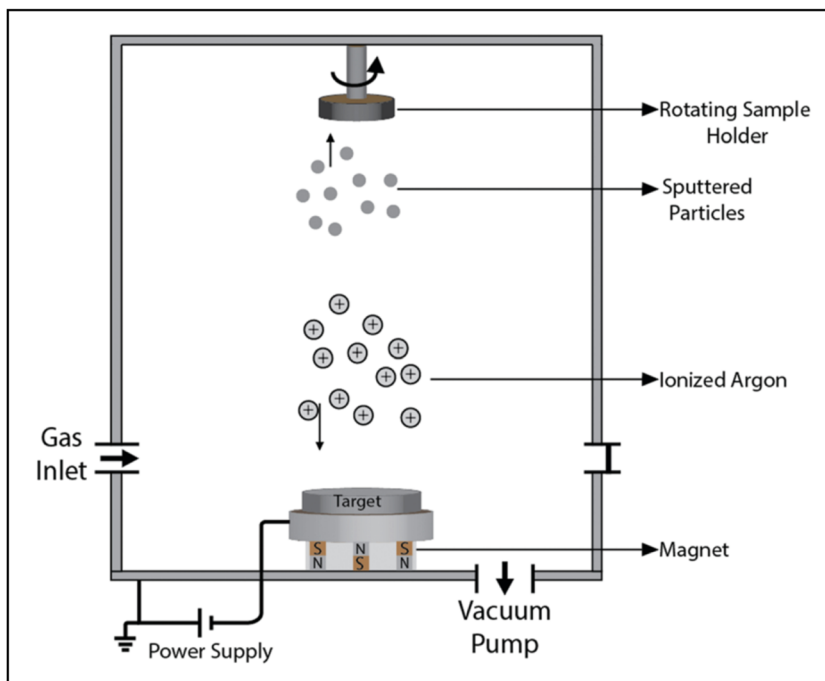 Rotating Sample
Holder
Sputtered
Particles
+ + + + + + + + + + + +
Ionized Argon
Gas
Inlet
Target
S N S
N S N
Magnet
Vacuum
Pump
Power Supply